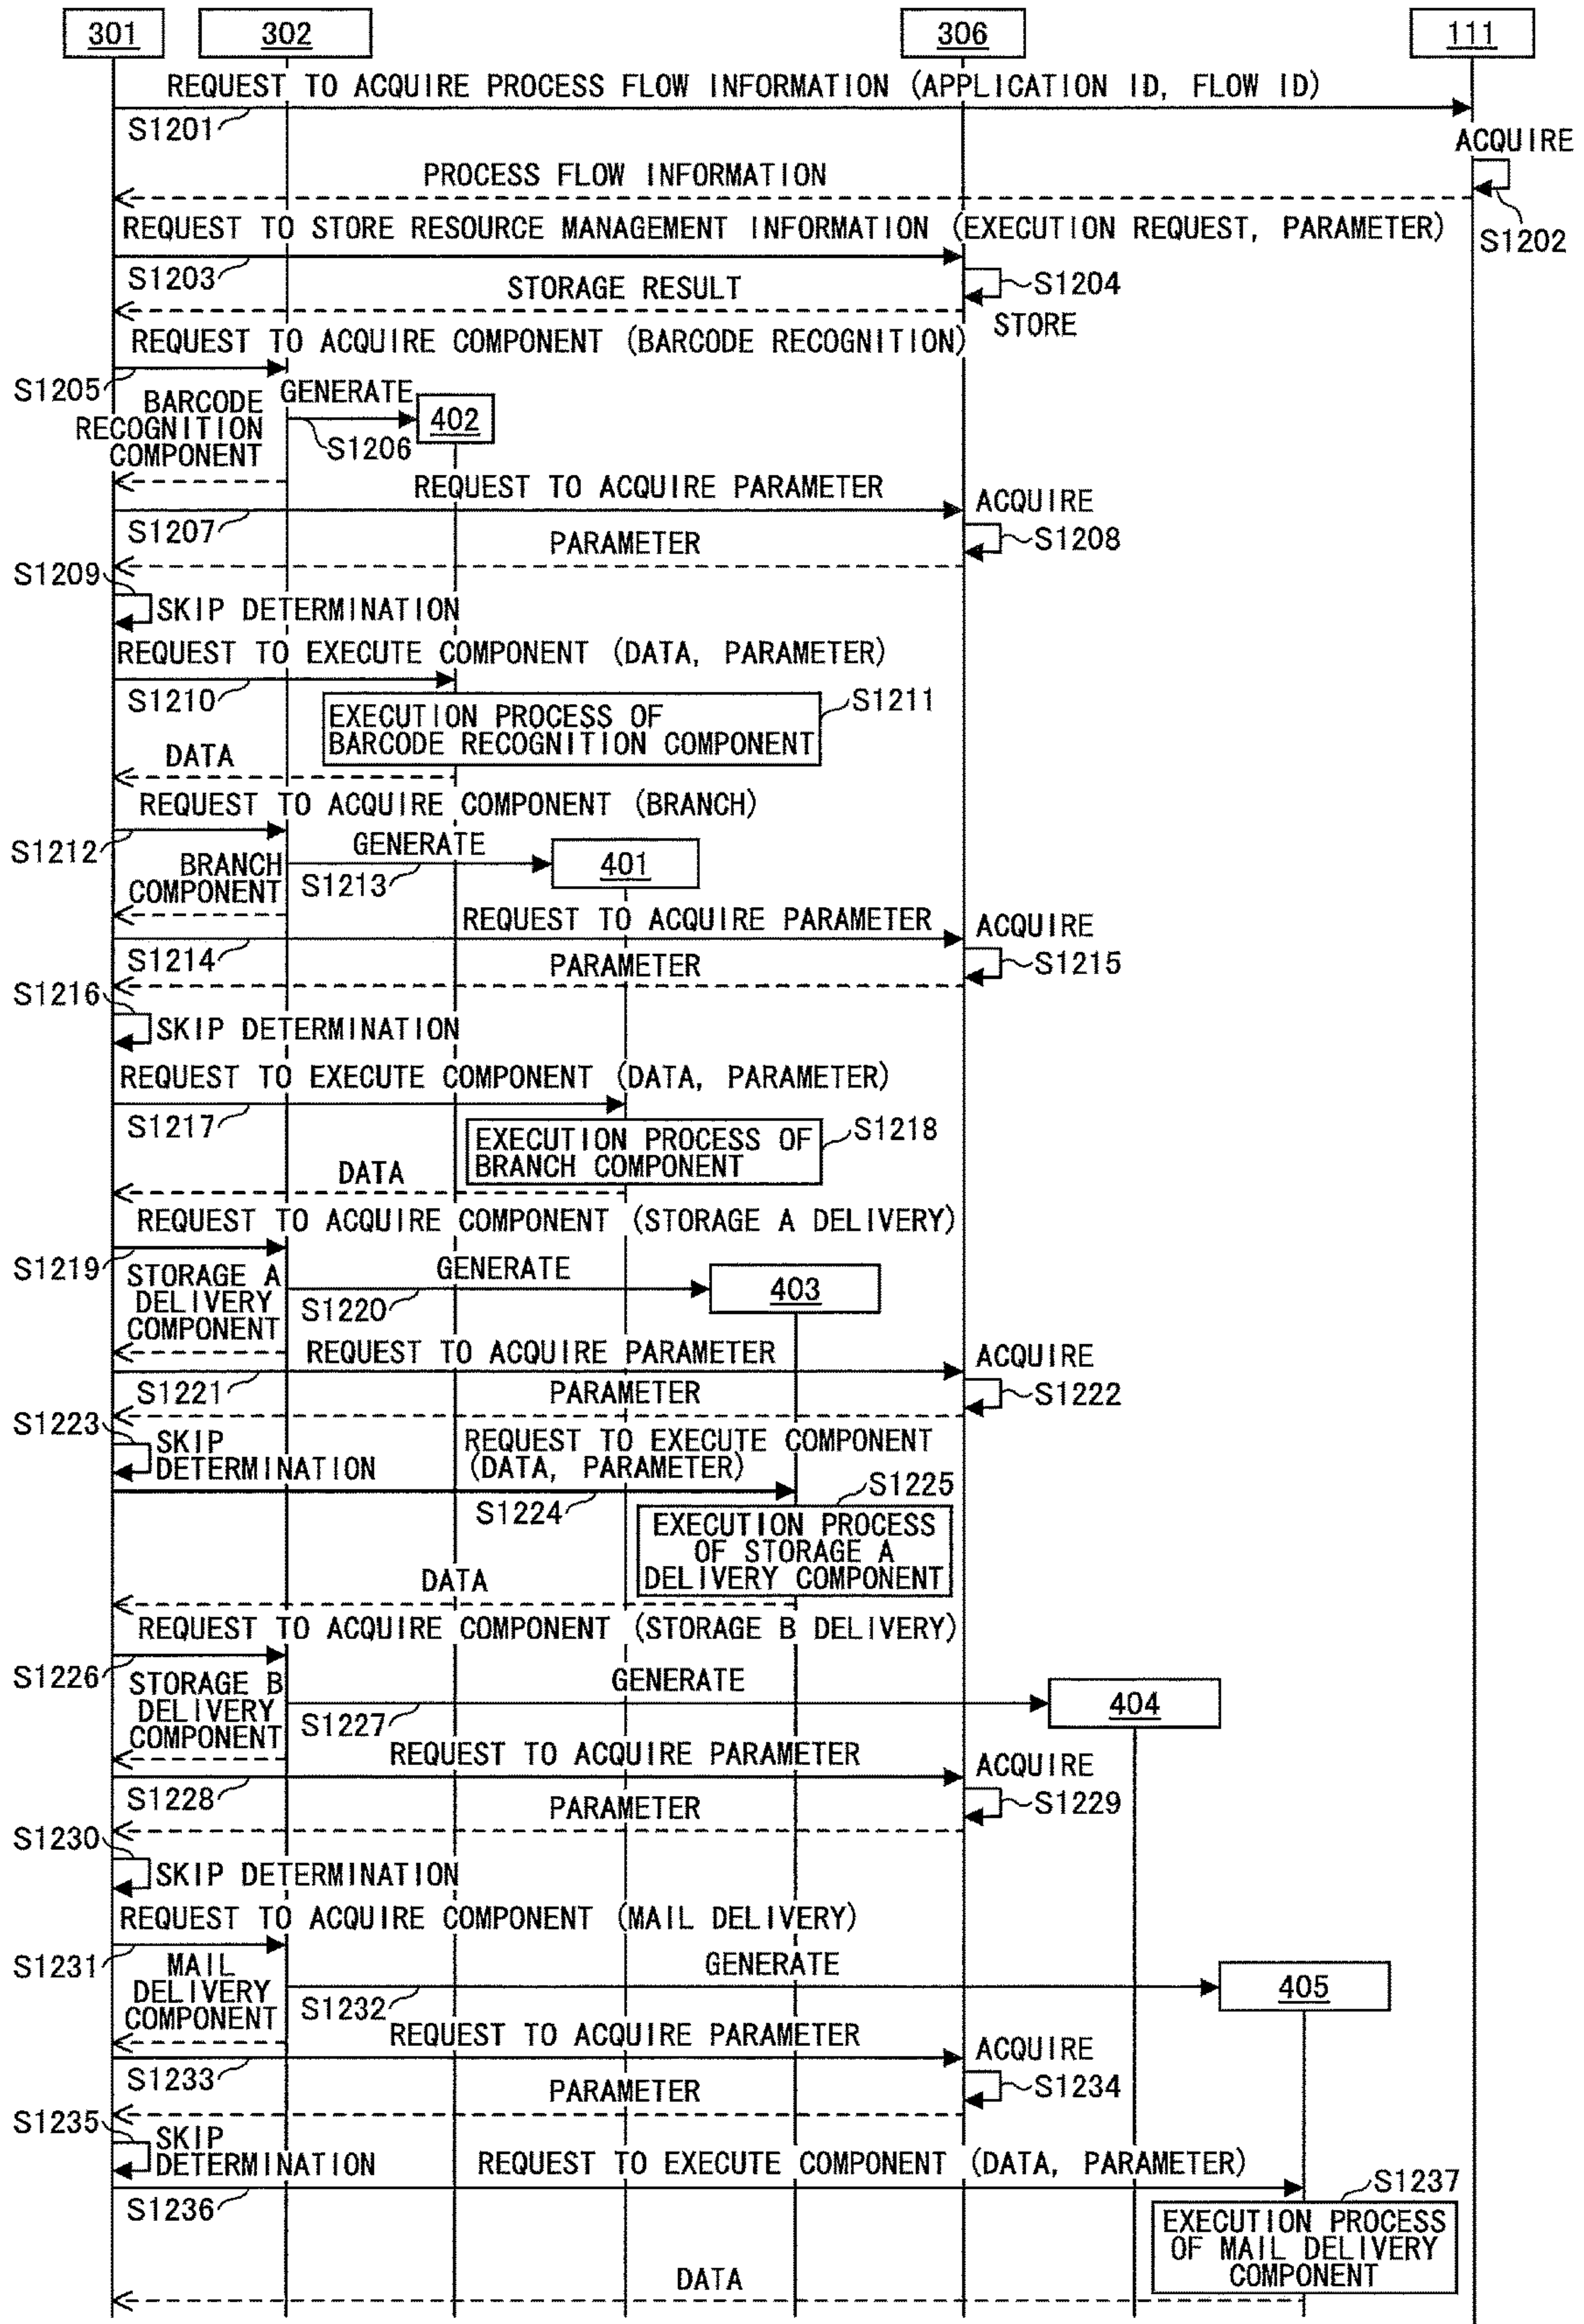 301 302 306 111
REQUEST TO ACQUIRE PROCESS FLOW INFORMATION (APPLICATION ID, FLOW ID)
S1201
ACQUIRE
PROCESS FLOW INFORMATION
S1202
REQUEST TO STORE RESOURCE MANAGEMENT INFORMATION (EXECUTION REQUEST, PARAMETER)
S1203
STORAGE RESULT
S1204
STORE
REQUEST TO ACQUIRE COMPONENT (BARCODE RECOGNITION)
S1205
BARCODE
RECOGNITION
COMPONENT
GENERATE
402
S1206
REQUEST TO ACQUIRE PARAMETER
ACQUIRE
S1207
PARAMETER
S1208
S1209
SKIP DETERMINATION
REQUEST TO EXECUTE COMPONENT (DATA, PARAMETER)
S1210
EXECUTION PROCESS OF
BARCODE RECOGNITION COMPONENT
S1211
DATA
REQUEST TO ACQUIRE COMPONENT (BRANCH)
S1212
BRANCH
COMPONENT
GENERATE
401
S1213
REQUEST TO ACQUIRE PARAMETER
ACQUIRE
S1214
PARAMETER
S1215
S1216
SKIP DETERMINATION
REQUEST TO EXECUTE COMPONENT (DATA, PARAMETER)
S1217
EXECUTION PROCESS OF
BRANCH COMPONENT
S1218
DATA
REQUEST TO ACQUIRE COMPONENT (STORAGE A DELIVERY)
S1219
STORAGE A
DELIVERY
COMPONENT
GENERATE
403
S1220
REQUEST TO ACQUIRE PARAMETER
ACQUIRE
S1221
PARAMETER
S1222
S1223
SKIP
DETERMINATION
REQUEST TO EXECUTE COMPONENT
(DATA, PARAMETER)
S1224
S1225
EXECUTION PROCESS
OF STORAGE A
DELIVERY COMPONENT
DATA
REQUEST TO ACQUIRE COMPONENT (STORAGE B DELIVERY)
S1226
STORAGE B
DELIVERY
COMPONENT
GENERATE
404
S1227
REQUEST TO ACQUIRE PARAMETER
ACQUIRE
S1228
PARAMETER
S1229
S1230
SKIP DETERMINATION
REQUEST TO ACQUIRE COMPONENT (MAIL DELIVERY)
S1231
MAIL
DELIVERY
COMPONENT
GENERATE
405
S1232
REQUEST TO ACQUIRE PARAMETER
ACQUIRE
S1233
PARAMETER
S1234
S1235
SKIP
DETERMINATION
REQUEST TO EXECUTE COMPONENT (DATA, PARAMETER)
S1236
S1237
EXECUTION PROCESS
OF MAIL DELIVERY
COMPONENT
DATA